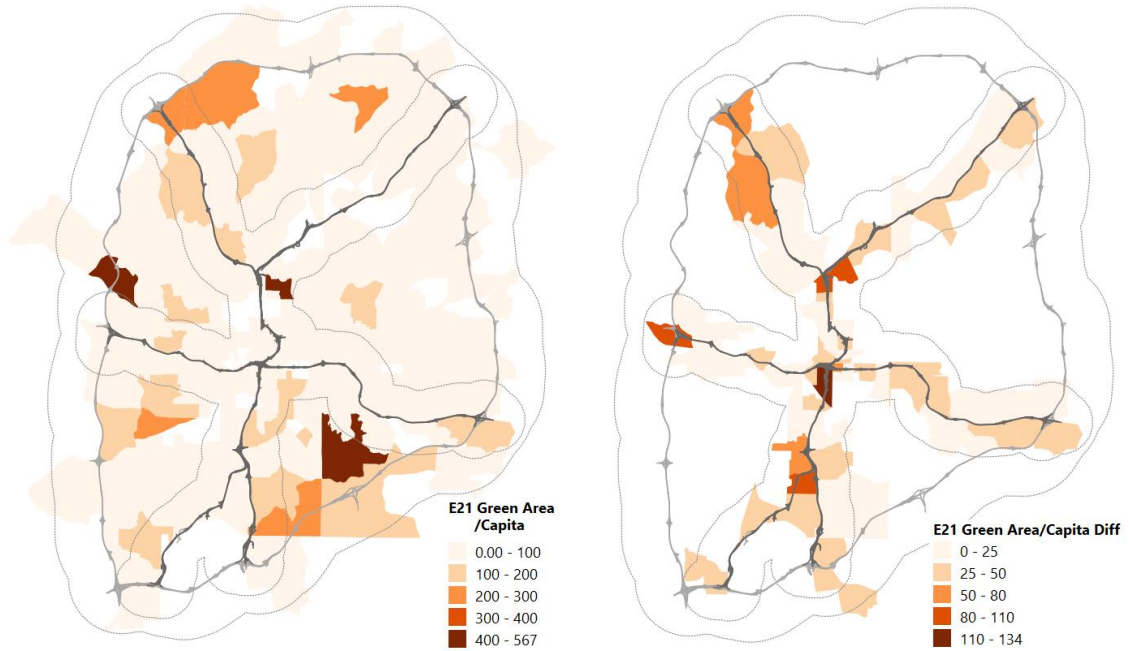 E21 Green Area
/Capita
0.00 - 100
100 - 200
200 - 300
300 - 400
400 - 567
E21 Green Area/Capita Diff
0 - 25
25 - 50
50 - 80
80 - 110
110 - 134